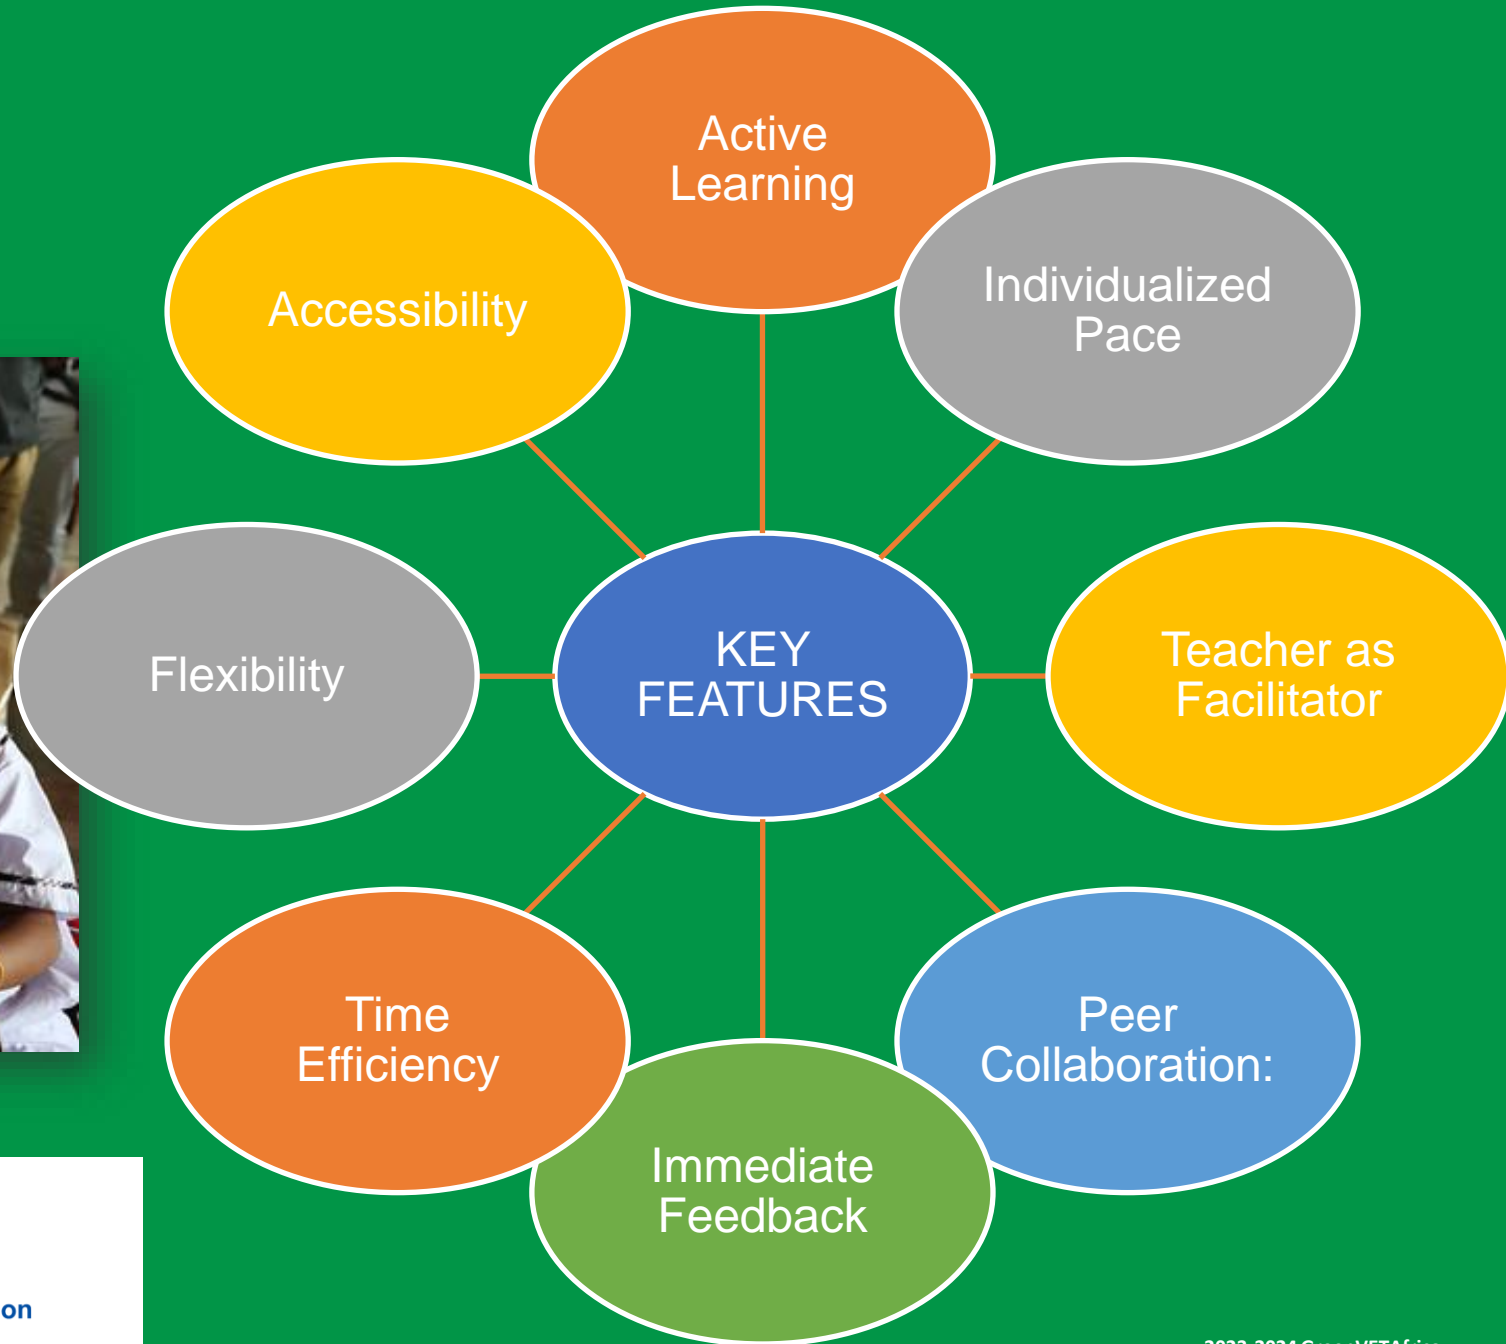 Active
Learning
Individualized
Pace
Teacher as
Facilitator
Peer
Collaboration:
Immediate
Feedback
Time
Efficiency
Flexibility
Accessibility
KEY
FEATURES
on